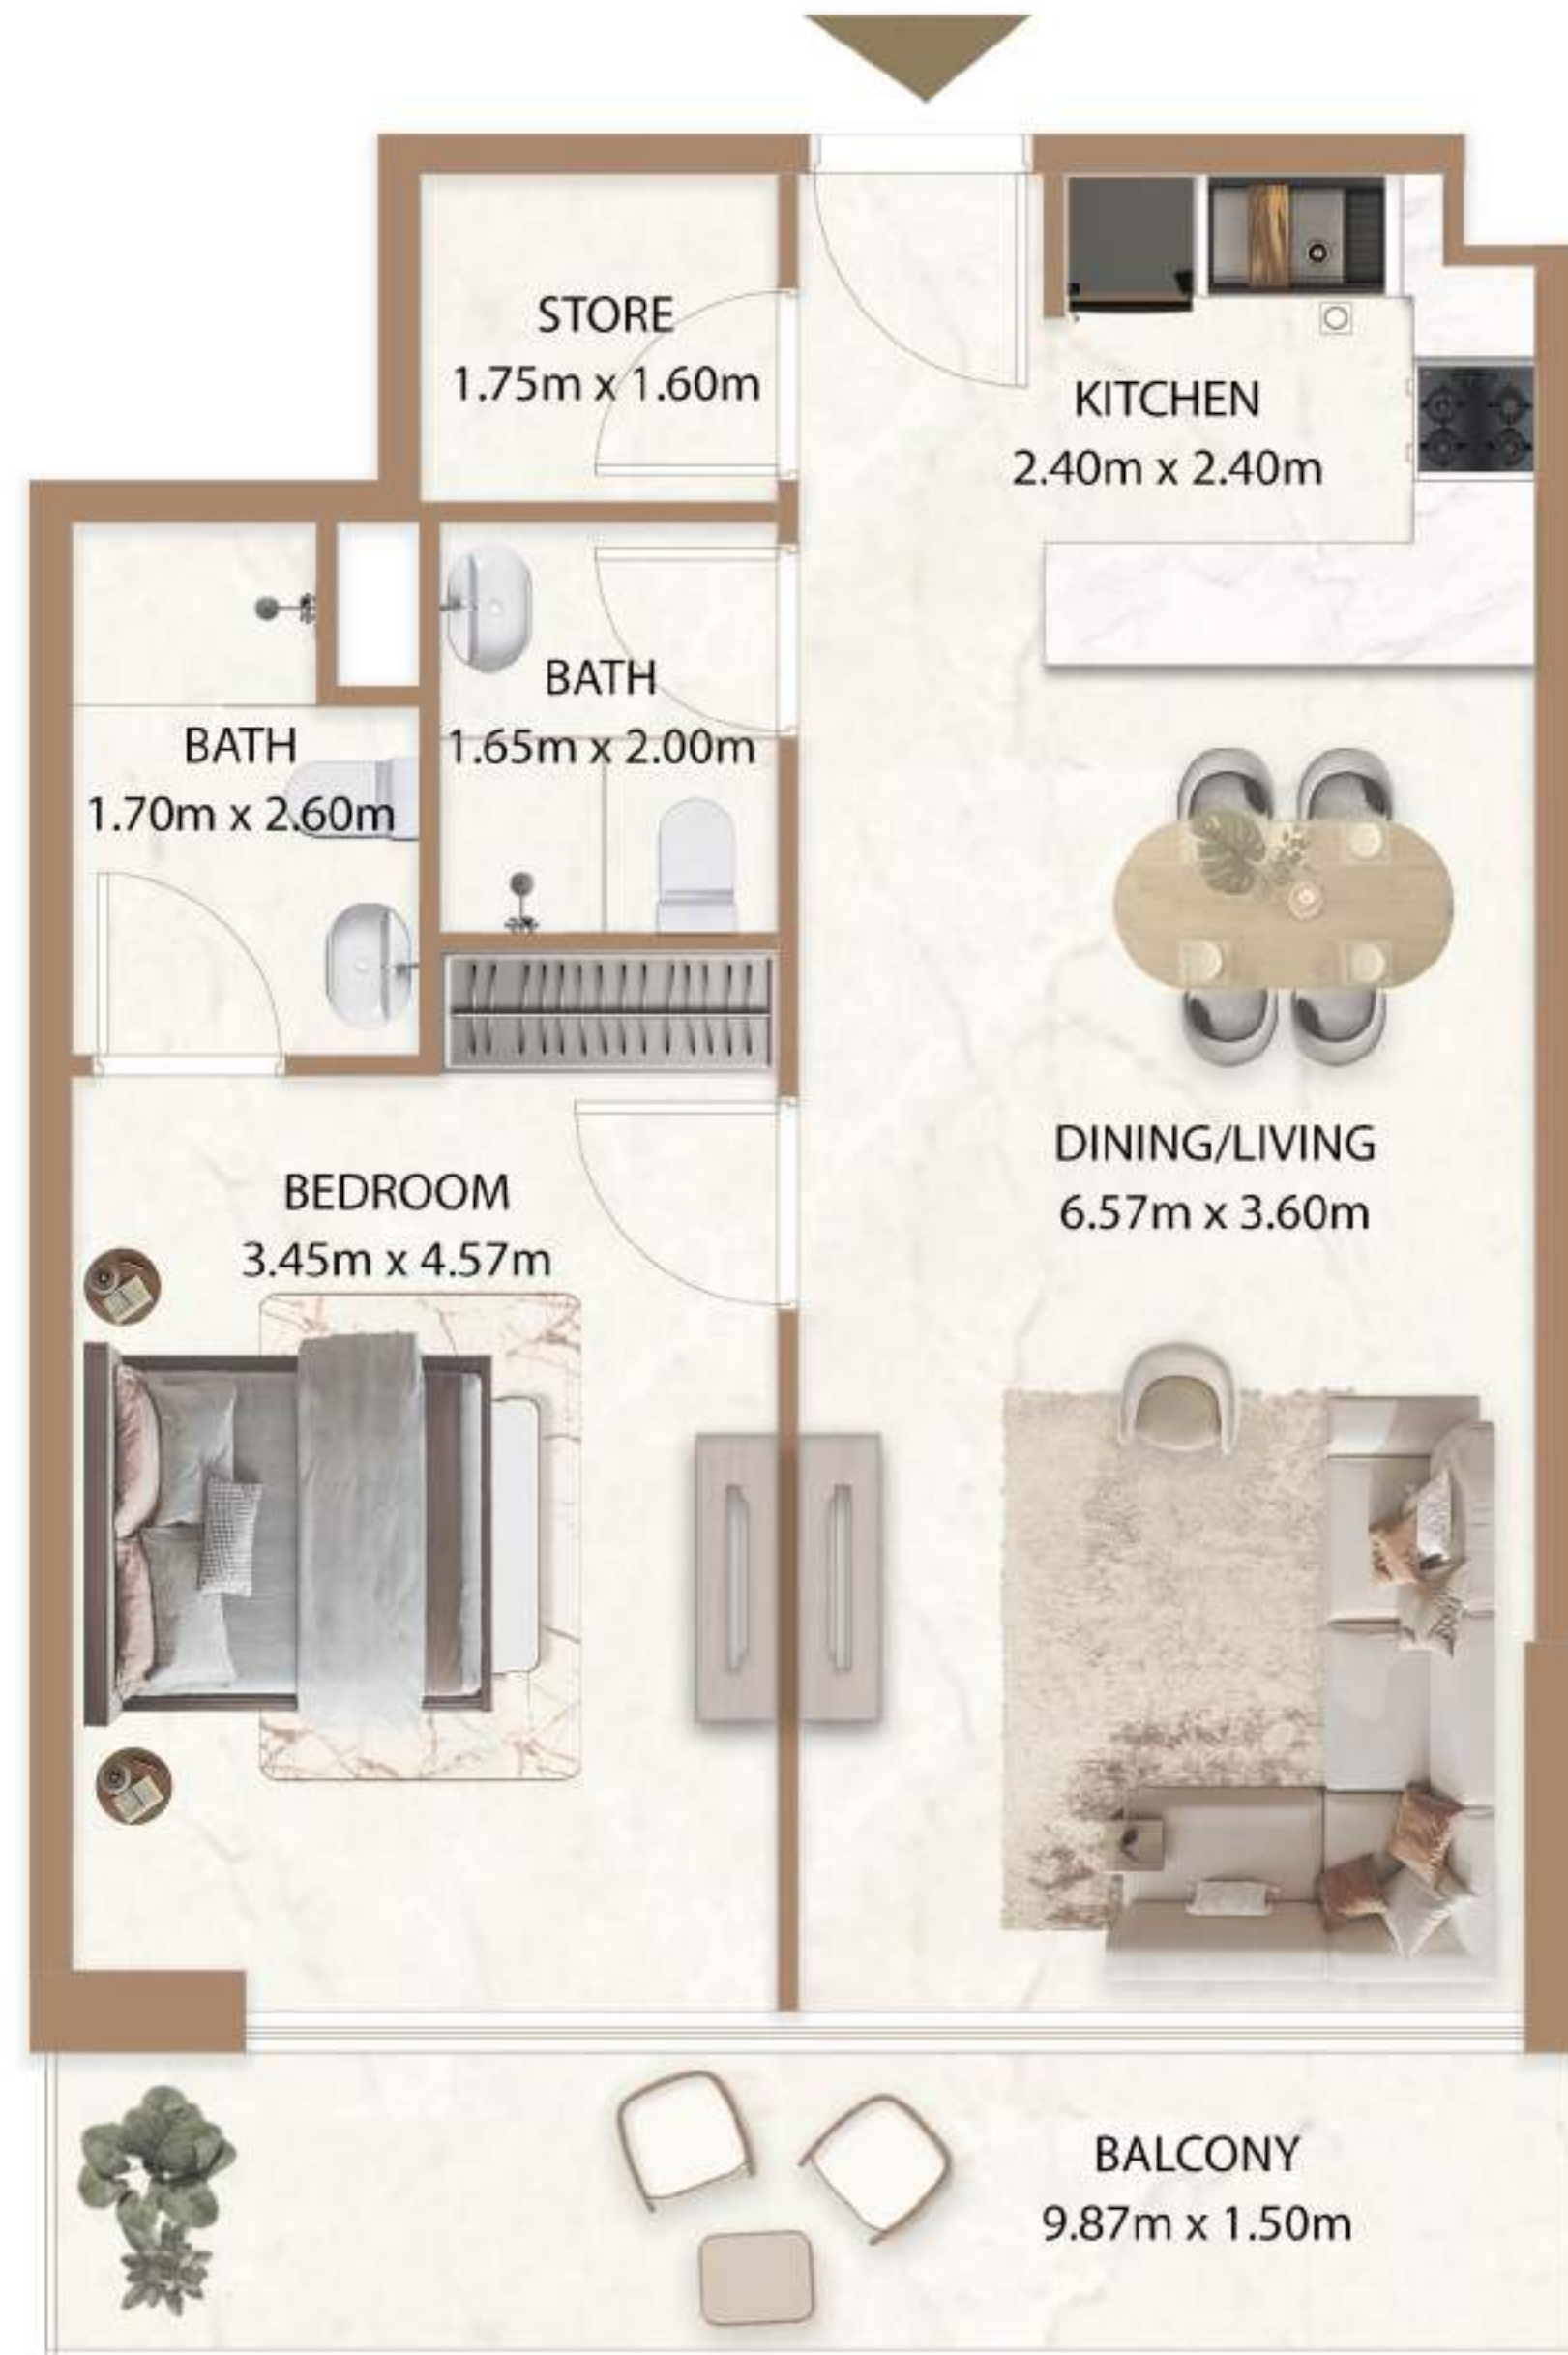 STORE
1.75m x 1.60m
KITCHEN
2.40m x 2.40m
BATH
1.65m x 2.00m
BATH
1.70m x 2.60m
DINING/LIVING
6.57m x 3.60m
BEDROOM
3.45m x 4.57m
BALCONY
9.87m x 1.50m